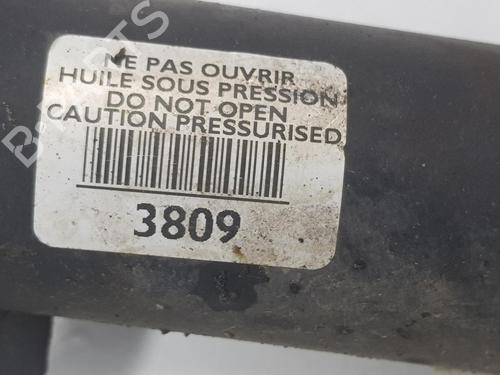 NE PAS OUVRIR
HUILE SOUS PRESSION
DO NOT OPEN
CAUTION PRESSURISED
3809